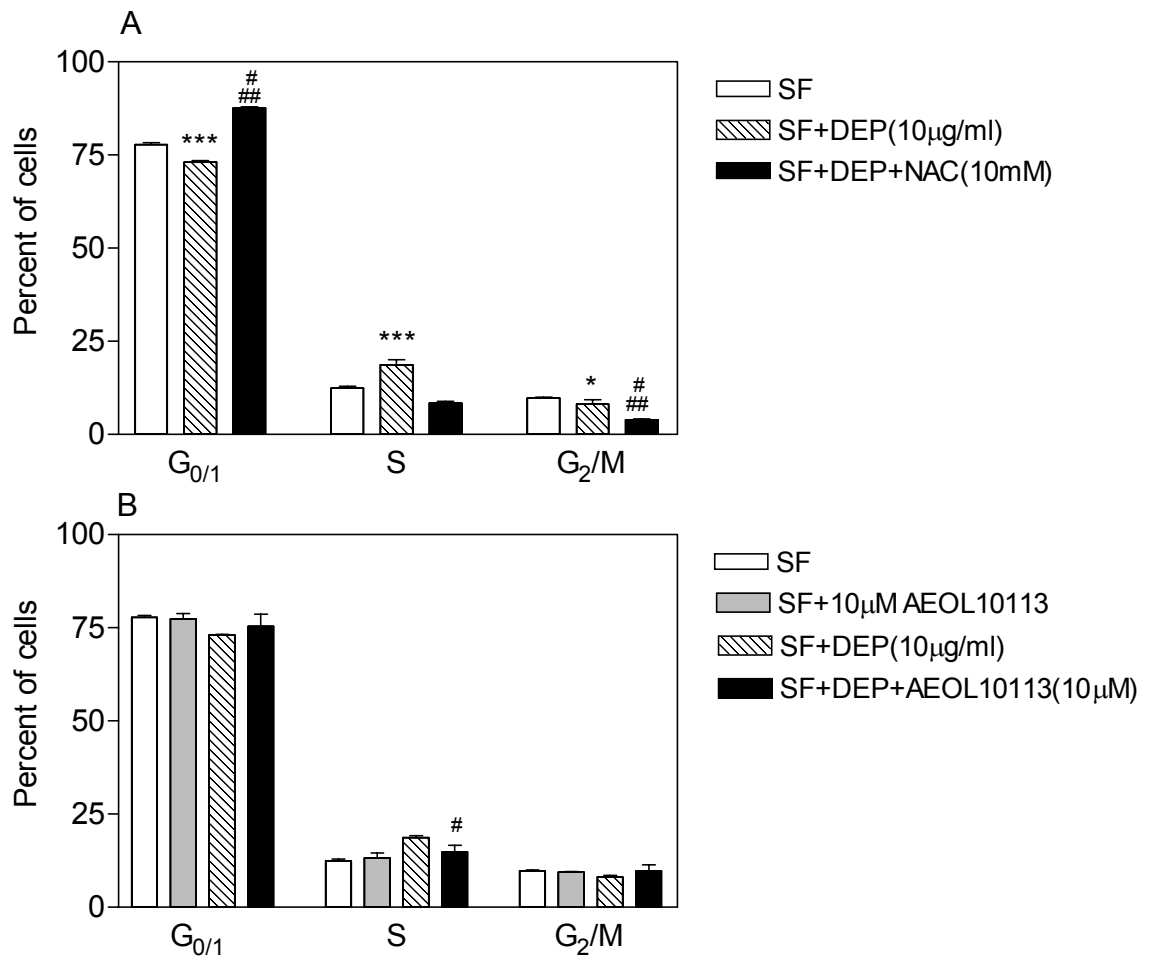 A
100
75
50
25
0
Percent of cells
***
#
##
***
*
#
##
G0/1
S
G2/M
SF
SF+DEP(10μg/ml)
SF+DEP+NAC(10mM)
B
100
75
50
25
0
Percent of cells
#
G0/1
S
G2/M
SF
SF+10μM AEOL10113
SF+DEP(10μg/ml)
SF+DEP+AEOL10113(10μM)